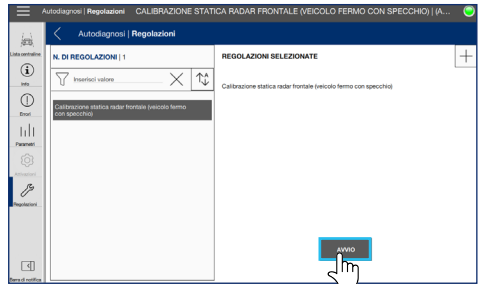 Autodiagnosi | Regolazioni CALIBRAZIONE STATICA RADAR FRONTALE (VEICOLO FERMO CON SPECCHIO) | (A...
Autodiagnosi | Regolazioni
Lista centraline
Info
Errori
Parametri
Attivazioni
Regolazioni
Barra di notifica
N. DI REGOLAZIONI | 1
Inserisci valore
Calibrazione statica radar frontale (veicolo fermo
con specchio)
REGOLAZIONI SELEZIONATE
Calibrazione statica radar frontale (veicolo fermo con specchio)
AVVIO